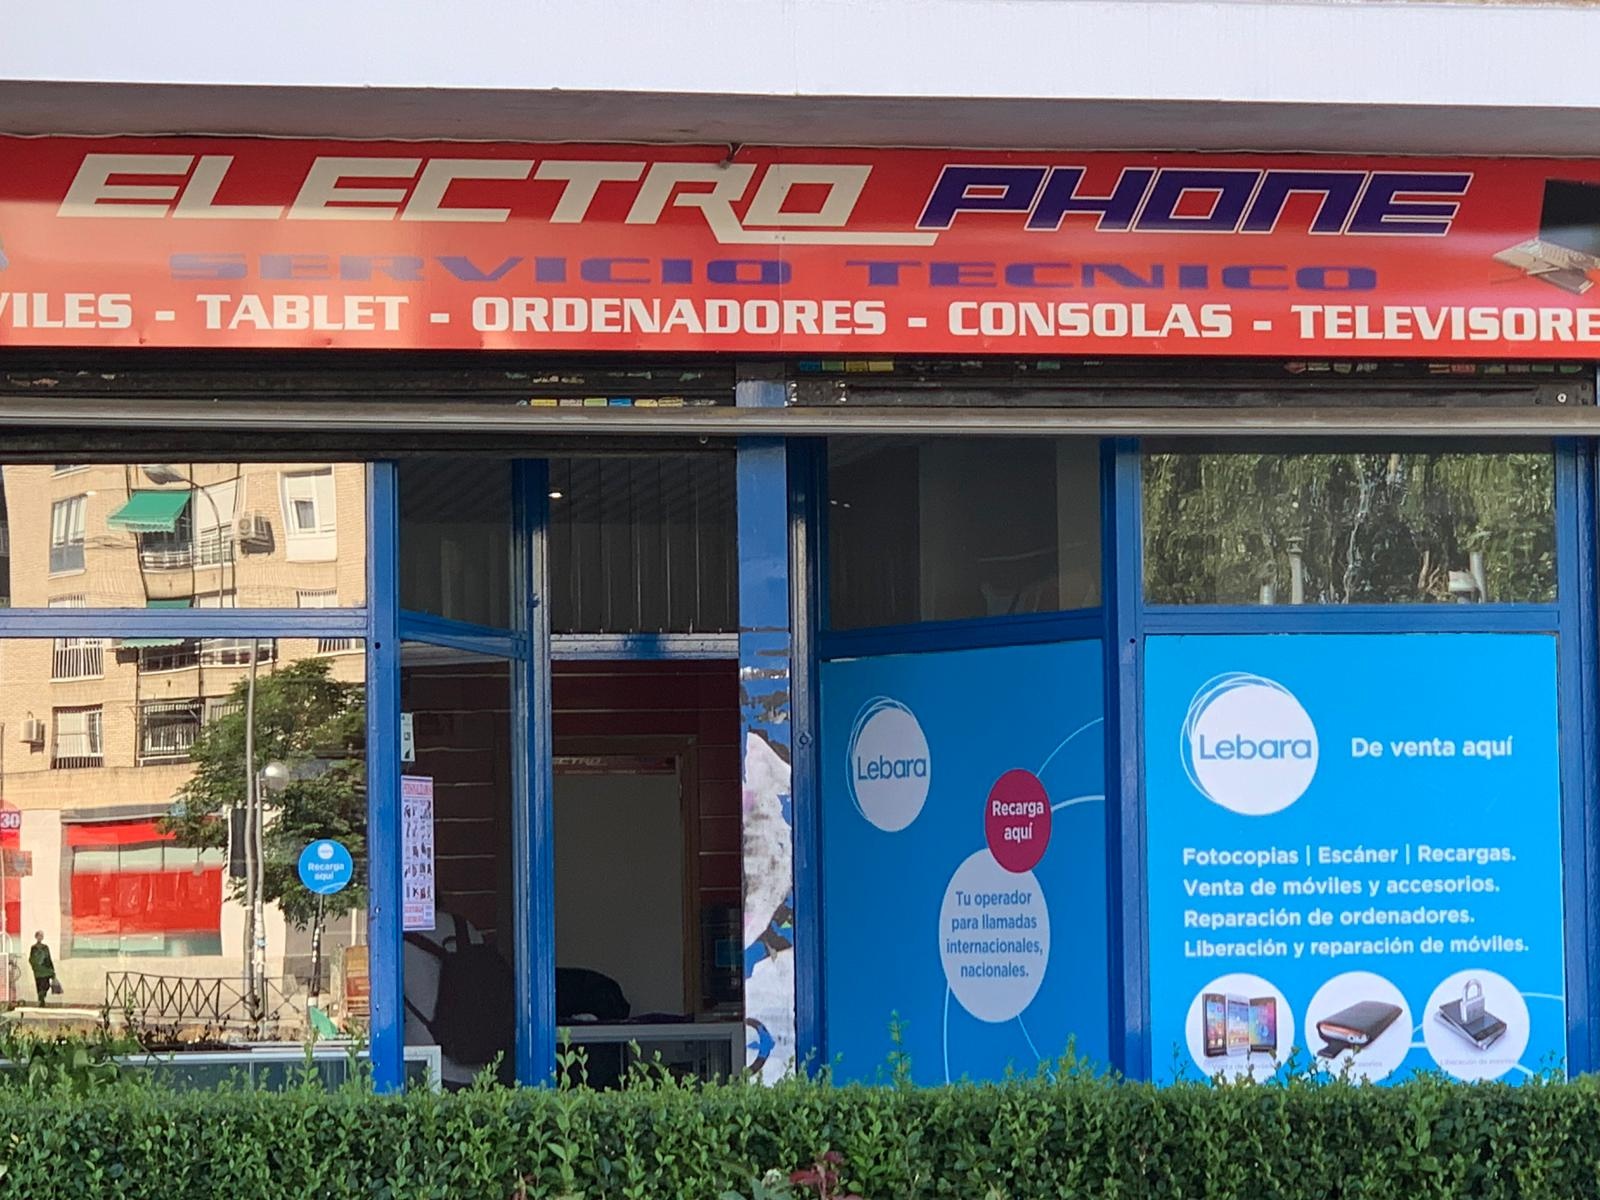 ELECTRO PHONE
SERVICIO TECNICO
VILES - TABLET - ORDENADORES - CONSOLAS - TELEVISORE
Lebara
De venta aquí
Lebara
Recarga
aquí
Tu operador
para llamadas
internacionales,
nacionales.
Fotocopias | Escáner | Recargas.
Venta de móviles y accesorios.
Reparación de ordenadores.
Liberación y reparación de móviles.
Recarga
aquí
30